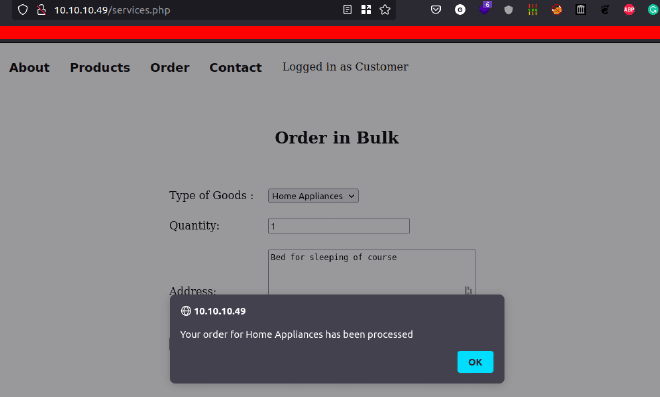 10.10.10.49/services.php
6
ABP
About Products Order Contact Logged in as Customer
Order in Bulk
Type of Goods : Home Appliances
Quantity: 1
Bed for sleeping of course
Address:
10.10.10.49
Your order for Home Appliances has been processed
OK